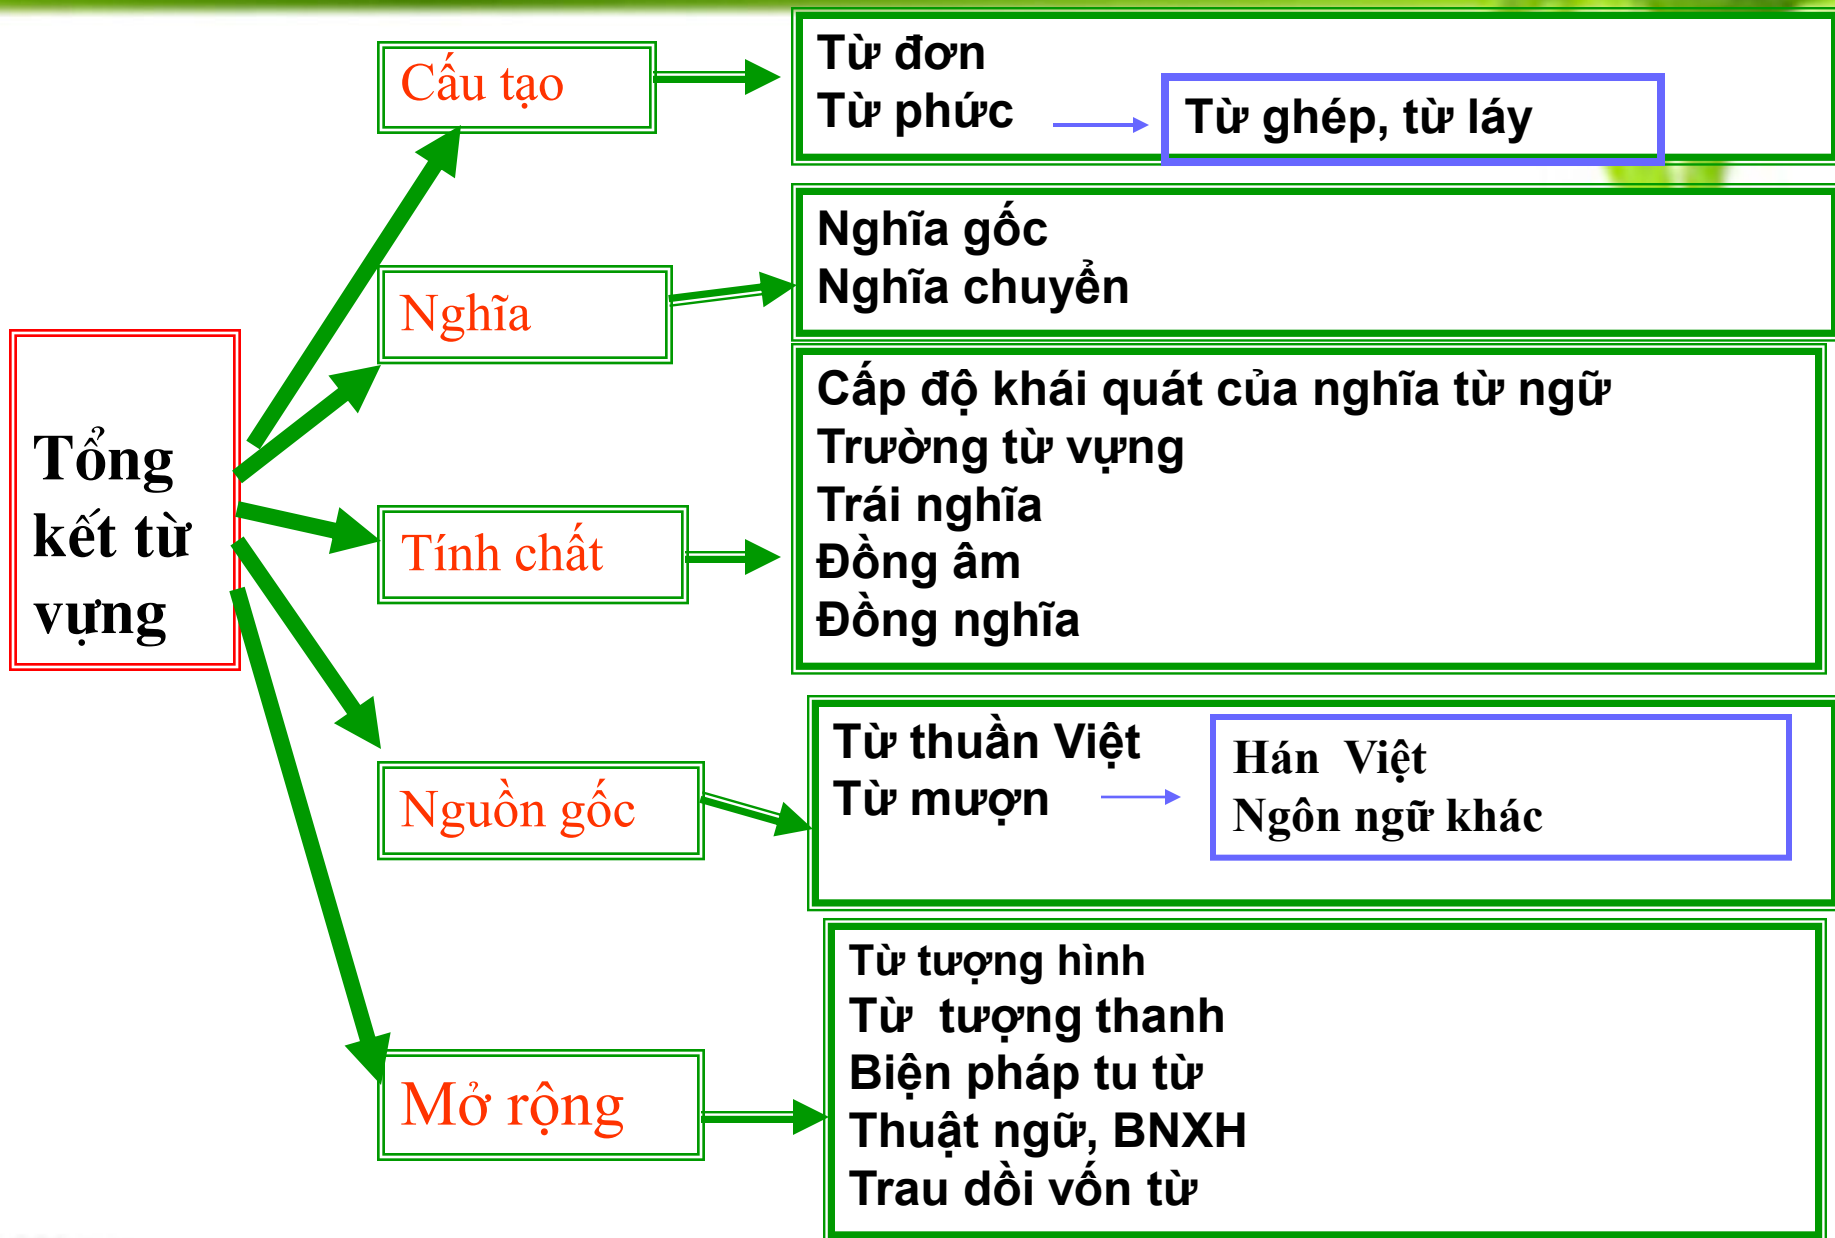 Tổng
kết từ
vựng
Cấu tạo
Từ đơn
Từ phức
Từ ghép, từ láy
Nghĩa
Nghĩa gốc
Nghĩa chuyển
Tính chất
Cấp độ khái quát của nghĩa từ ngữ
Trường từ vựng
Trái nghĩa
Đồng âm
Đồng nghĩa
Nguồn gốc
Từ thuần Việt
Từ mượn
Hán Việt
Ngôn ngữ khác
Mở rộng
Từ tượng hình
Từ tượng thanh
Biện pháp tu từ
Thuật ngữ, BNXH
Trau dồi vốn từ